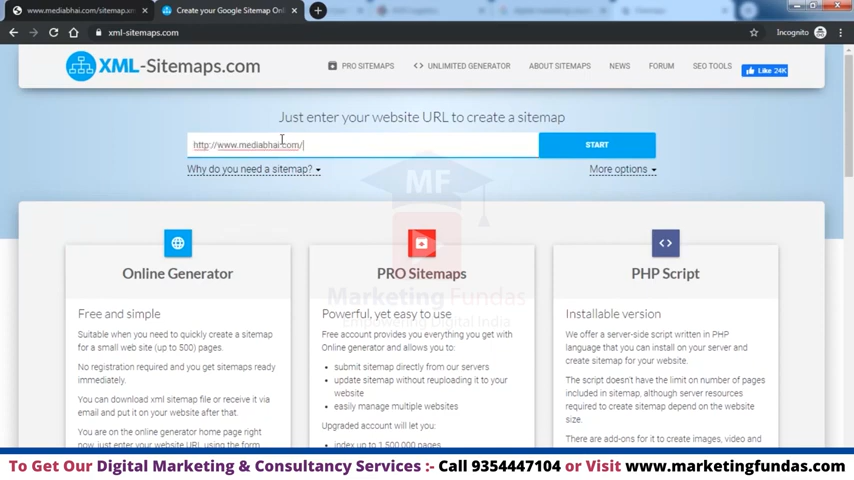 www.mediabhai.com/sitemap.xm
Create your Google Sitemap Onl
xml-sitemaps.com
Incognito
XML-Sitemaps.com
PRO SITEMAPS
UNLIMITED GENERATOR
ABOUT SITEMAPS
NEWS
FORUM
SEO TOOLS
Like 24K
Just enter your website URL to create a sitemap
http://www.mediabhai.com/
START
Why do you need a sitemap?
More options
MF
Online Generator
Free and simple
Suitable when you need to quickly create a sitemap
for a small web site (up to 500) pages.
No registration required and you get sitemaps ready
immediately.
You can download xml sitemap file or receive it via
email and put it on your website after that.
You are on the online generator home page right
now, just enter your website URL using the form
PRO Sitemaps
Marketing Fundas
Empowering Digital India
Powerful, yet easy to use
Free account provides you everything you get with
Online generator and allows you to:
submit sitemap directly from our servers
update sitemap without reuploading it to your
website
easily manage multiple websites
Upgraded account will let you:
index up to 1 500 000 pages
PHP Script
Installable version
We offer a server-side script written in PHP
language that you can install on your server and
create sitemap for your website.
The script doesn't have the limit on number of pages
included in sitemap, although server resources
required to create sitemap depend on the website
size.
There are add-ons for it to create images, video and
To Get Our Digital Marketing & Consultancy Services :- Call 9354447104 or Visit www.marketingfundas.com